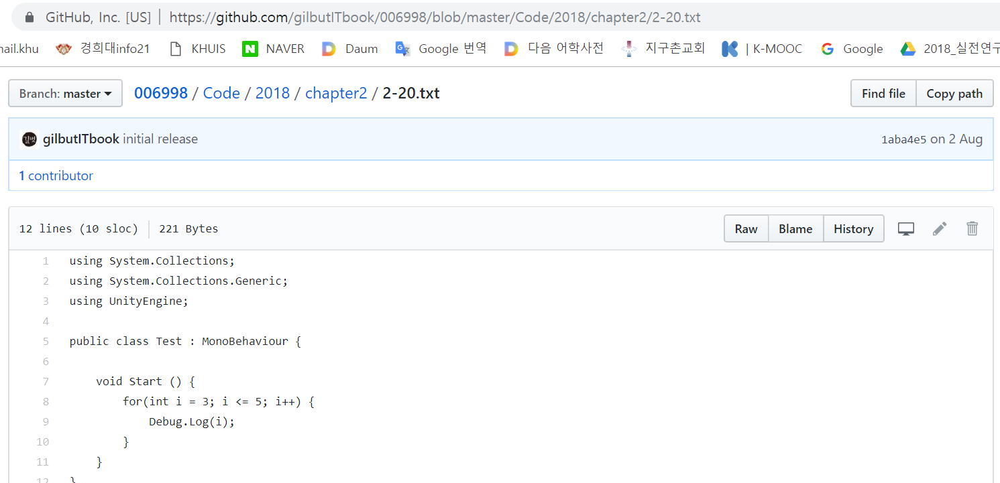 GitHub, Inc. [US] | https://github.com/gilbutITbook/006998/blob/master/Code/2018/chapter2/2-20.txt
ail.khu 경희대info21 KHUIS NAVER Daum Google 번역 다음 어학사전 지구촌교회 | K-MOOC Google 2018_실전연구
Branch: master 006998 / Code / 2018 / chapter2 / 2-20.txt Find file Copy path
길벗 gilbutITbook initial release 1aba4e5 on 2 Aug
1 contributor
12 lines (10 sloc) 221 Bytes Raw Blame History
1 using System.Collections;
2 using System.Collections.Generic;
3 using UnityEngine;
4
5 public class Test : MonoBehaviour {
6
7 void Start () {
8 for(int i = 3; i <= 5; i++) {
9 Debug.Log(i);
10 }
11 }
12 }